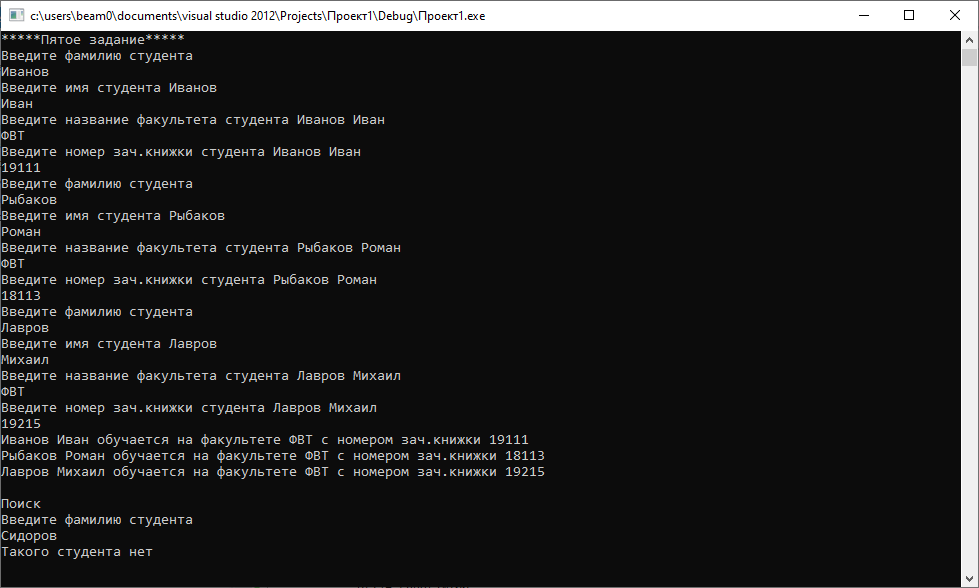 c:\users\beam0\documents\visual studio 2012\Projects\Проект1\Debug\Проект1.exe
*****Пятое задание*****
Введите фамилию студента
Иванов
Введите имя студента Иванов
Иван
Введите название факультета студента Иванов Иван
ФВТ
Введите номер зач.книжки студента Иванов Иван
19111
Введите фамилию студента
Рыбаков
Введите имя студента Рыбаков
Роман
Введите название факультета студента Рыбаков Роман
ФВТ
Введите номер зач.книжки студента Рыбаков Роман
18113
Введите фамилию студента
Лавров
Введите имя студента Лавров
Михаил
Введите название факультета студента Лавров Михаил
ФВТ
Введите номер зач.книжки студента Лавров Михаил
19215
Иванов Иван обучается на факультете ФВТ с номером зач.книжки 19111
Рыбаков Роман обучается на факультете ФВТ с номером зач.книжки 18113
Лавров Михаил обучается на факультете ФВТ с номером зач.книжки 19215
Поиск
Введите фамилию студента
Сидоров
Такого студента нет